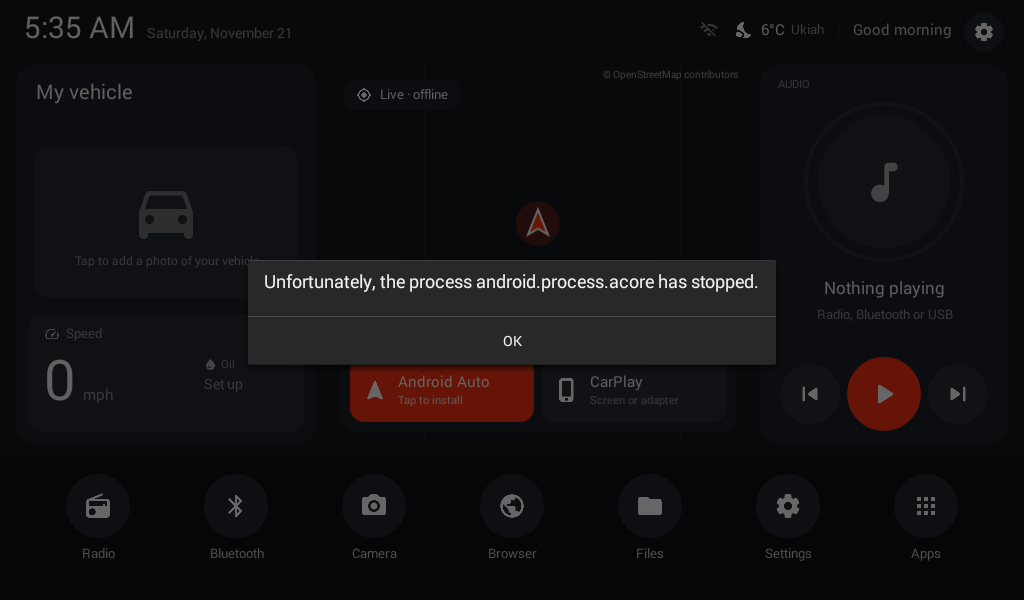 5:35 AM Saturday, November 21
6°C Ukiah Good morning
© OpenStreetMap contributors
My vehicle
Live · offline
AUDIO
Tap to add a photo of your vehicle
Unfortunately, the process android.process.acore has stopped.
OK
Nothing playing
Radio, Bluetooth or USB
Speed
0 mph
Oil
Set up
Android Auto
Tap to install
CarPlay
Screen or adapter
Radio
Bluetooth
Camera
Browser
Files
Settings
Apps